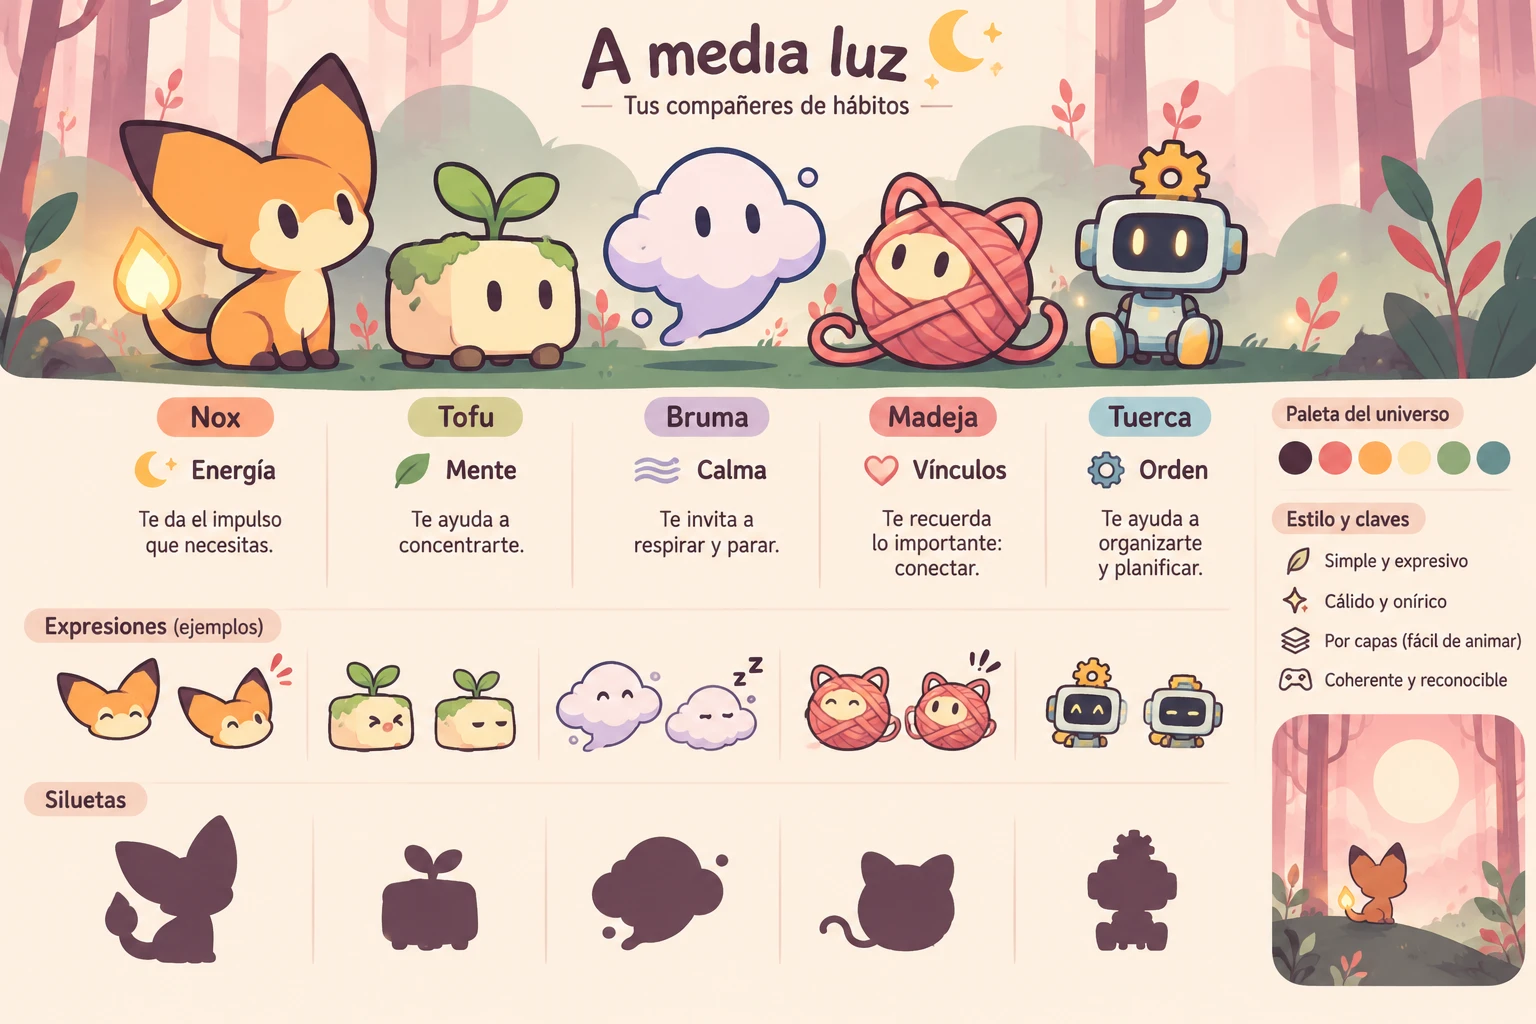 A media luz
Tus compañeres de hábitos
Nox
Energía
Te da el impulso
que necesitas.
Tofu
Mente
Te ayuda a
concentrarte.
Bruma
Calma
Te invita a
respirar y parar.
Madeja
Vínculos
Te recuerda
lo importante:
conectar.
Tuerca
Orden
Te ayuda a
organizarte
y planificar.
Paleta del universo
Estilo y claves
Simple y expresivo
Cálido y onírico
Por capas (fácil de animar)
Coherente y reconocible
Expresiones (ejemplos)
z z
Siluetas